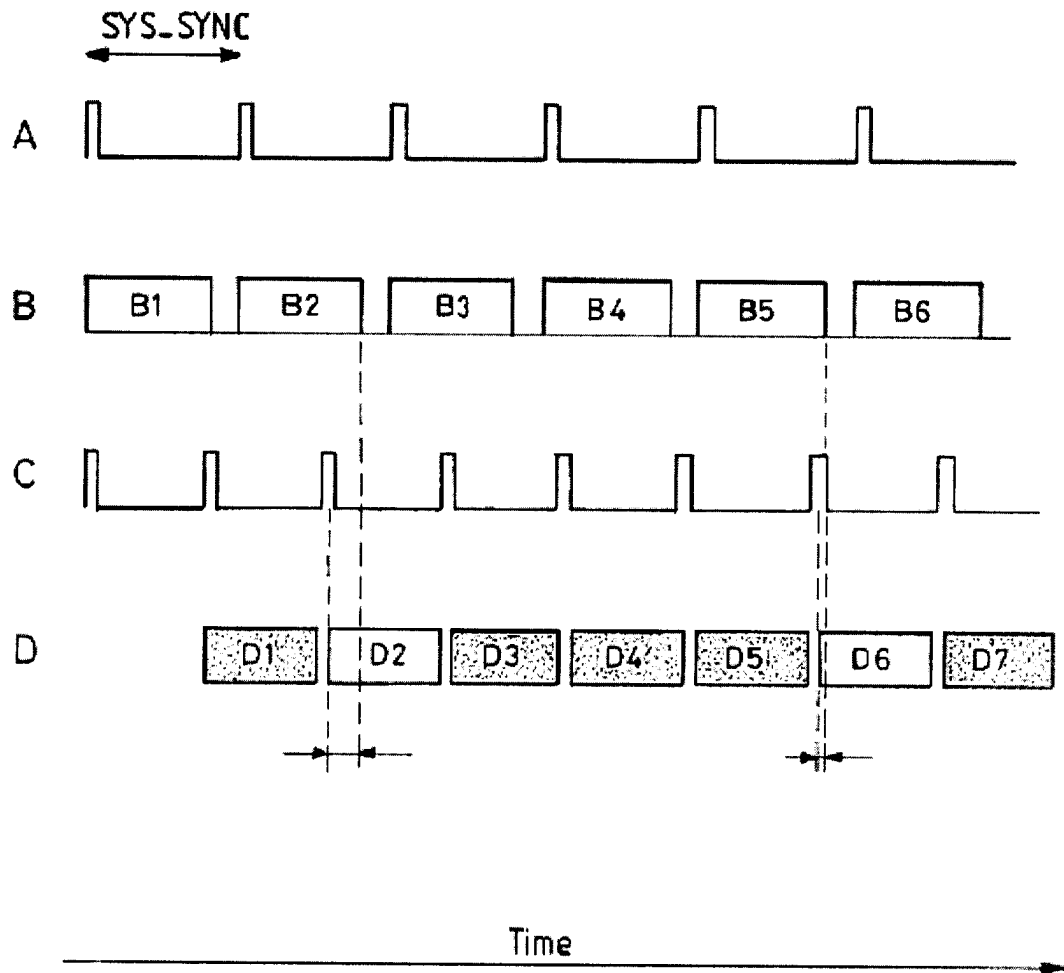 SYS_SYNC
A
B
B1 B2 B3 B4 B5 B6
C
D
D1 D2 D3 D4 D5 D6 D7
Time